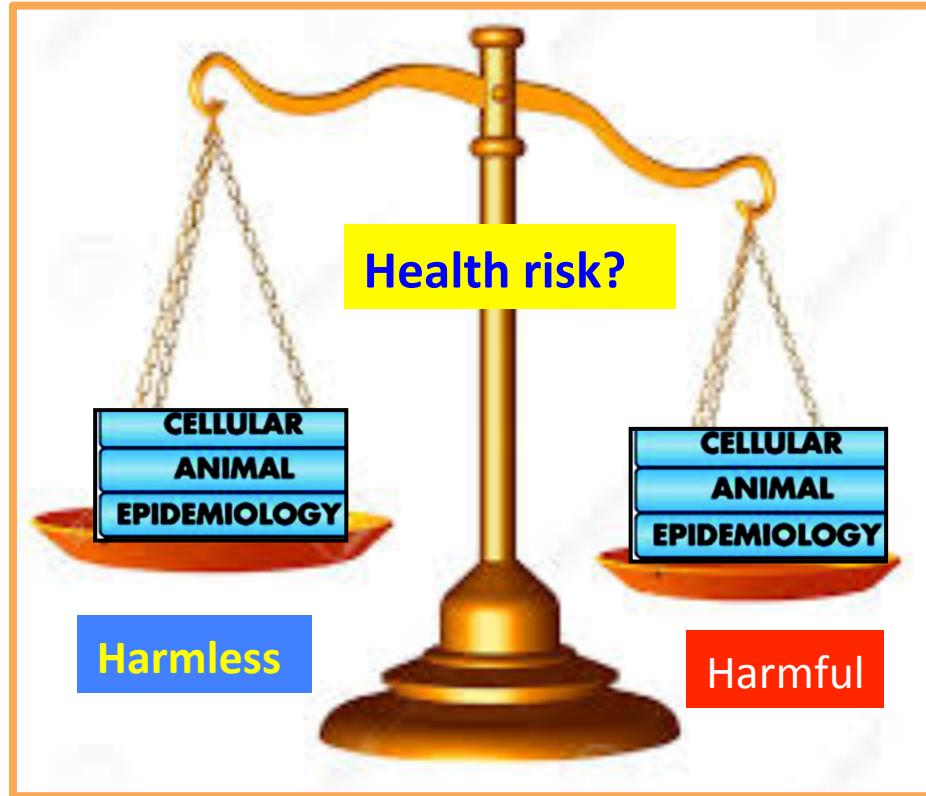 Health risk?
CELLULAR
ANIMAL
EPIDEMIOLOGY
CELLULAR
ANIMAL
EPIDEMIOLOGY
Harmless
Harmful